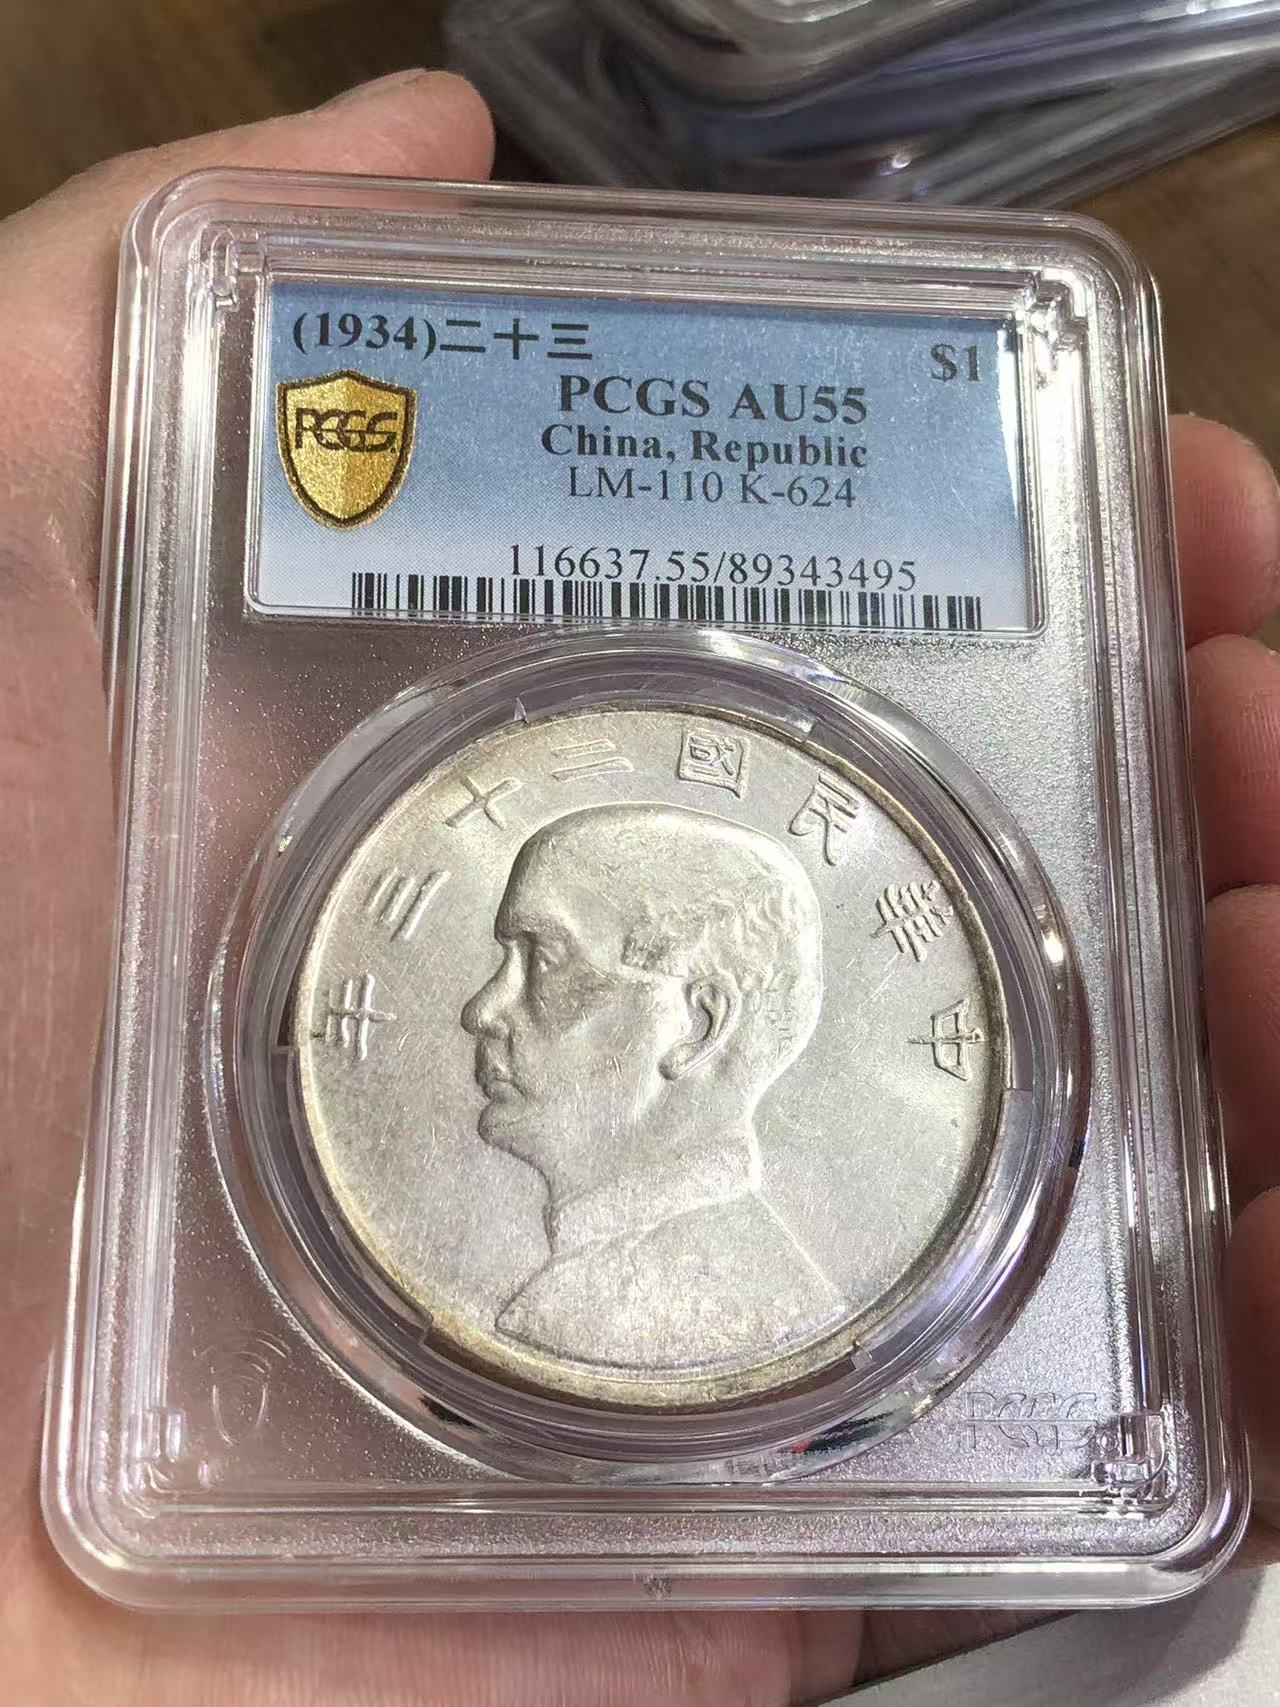 (1934)二十三 $1
PCGS AU55
PCGS
China, Republic
LM-110 K-624
116637.55/89343495
年三十二國民華中
PCGS